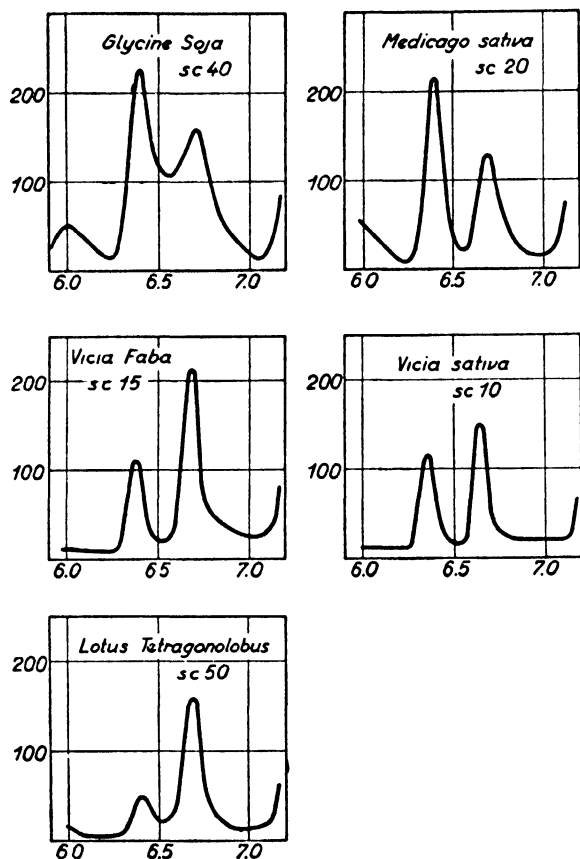 Glycine Soja
sc 40
200
100
6.0 6.5 7.0
Medicago sativa
sc 20
200
100
6.0 6.5 7.0
Vicia Faba
sc 15
200
100
6.0 6.5 7.0
Vicia sativa
sc 10
200
100
6.0 6.5 7.0
Lotus Tetragonolobus
sc 50
200
100
6.0 6.5 7.0